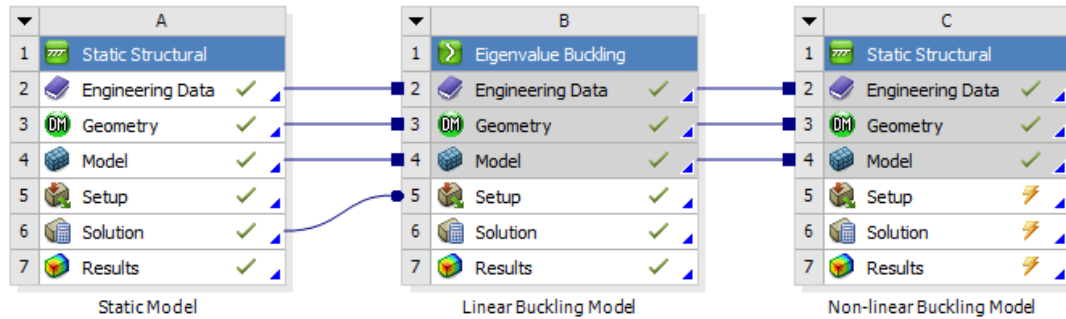 A
1 Static Structural
2 Engineering Data
3 DM Geometry
4 Model
5 Setup
6 Solution
7 Results
Static Model
B
1 Eigenvalue Buckling
2 Engineering Data
3 DM Geometry
4 Model
5 Setup
6 Solution
7 Results
Linear Buckling Model
C
1 Static Structural
2 Engineering Data
3 DM Geometry
4 Model
5 Setup
6 Solution
7 Results
Non-linear Buckling Model